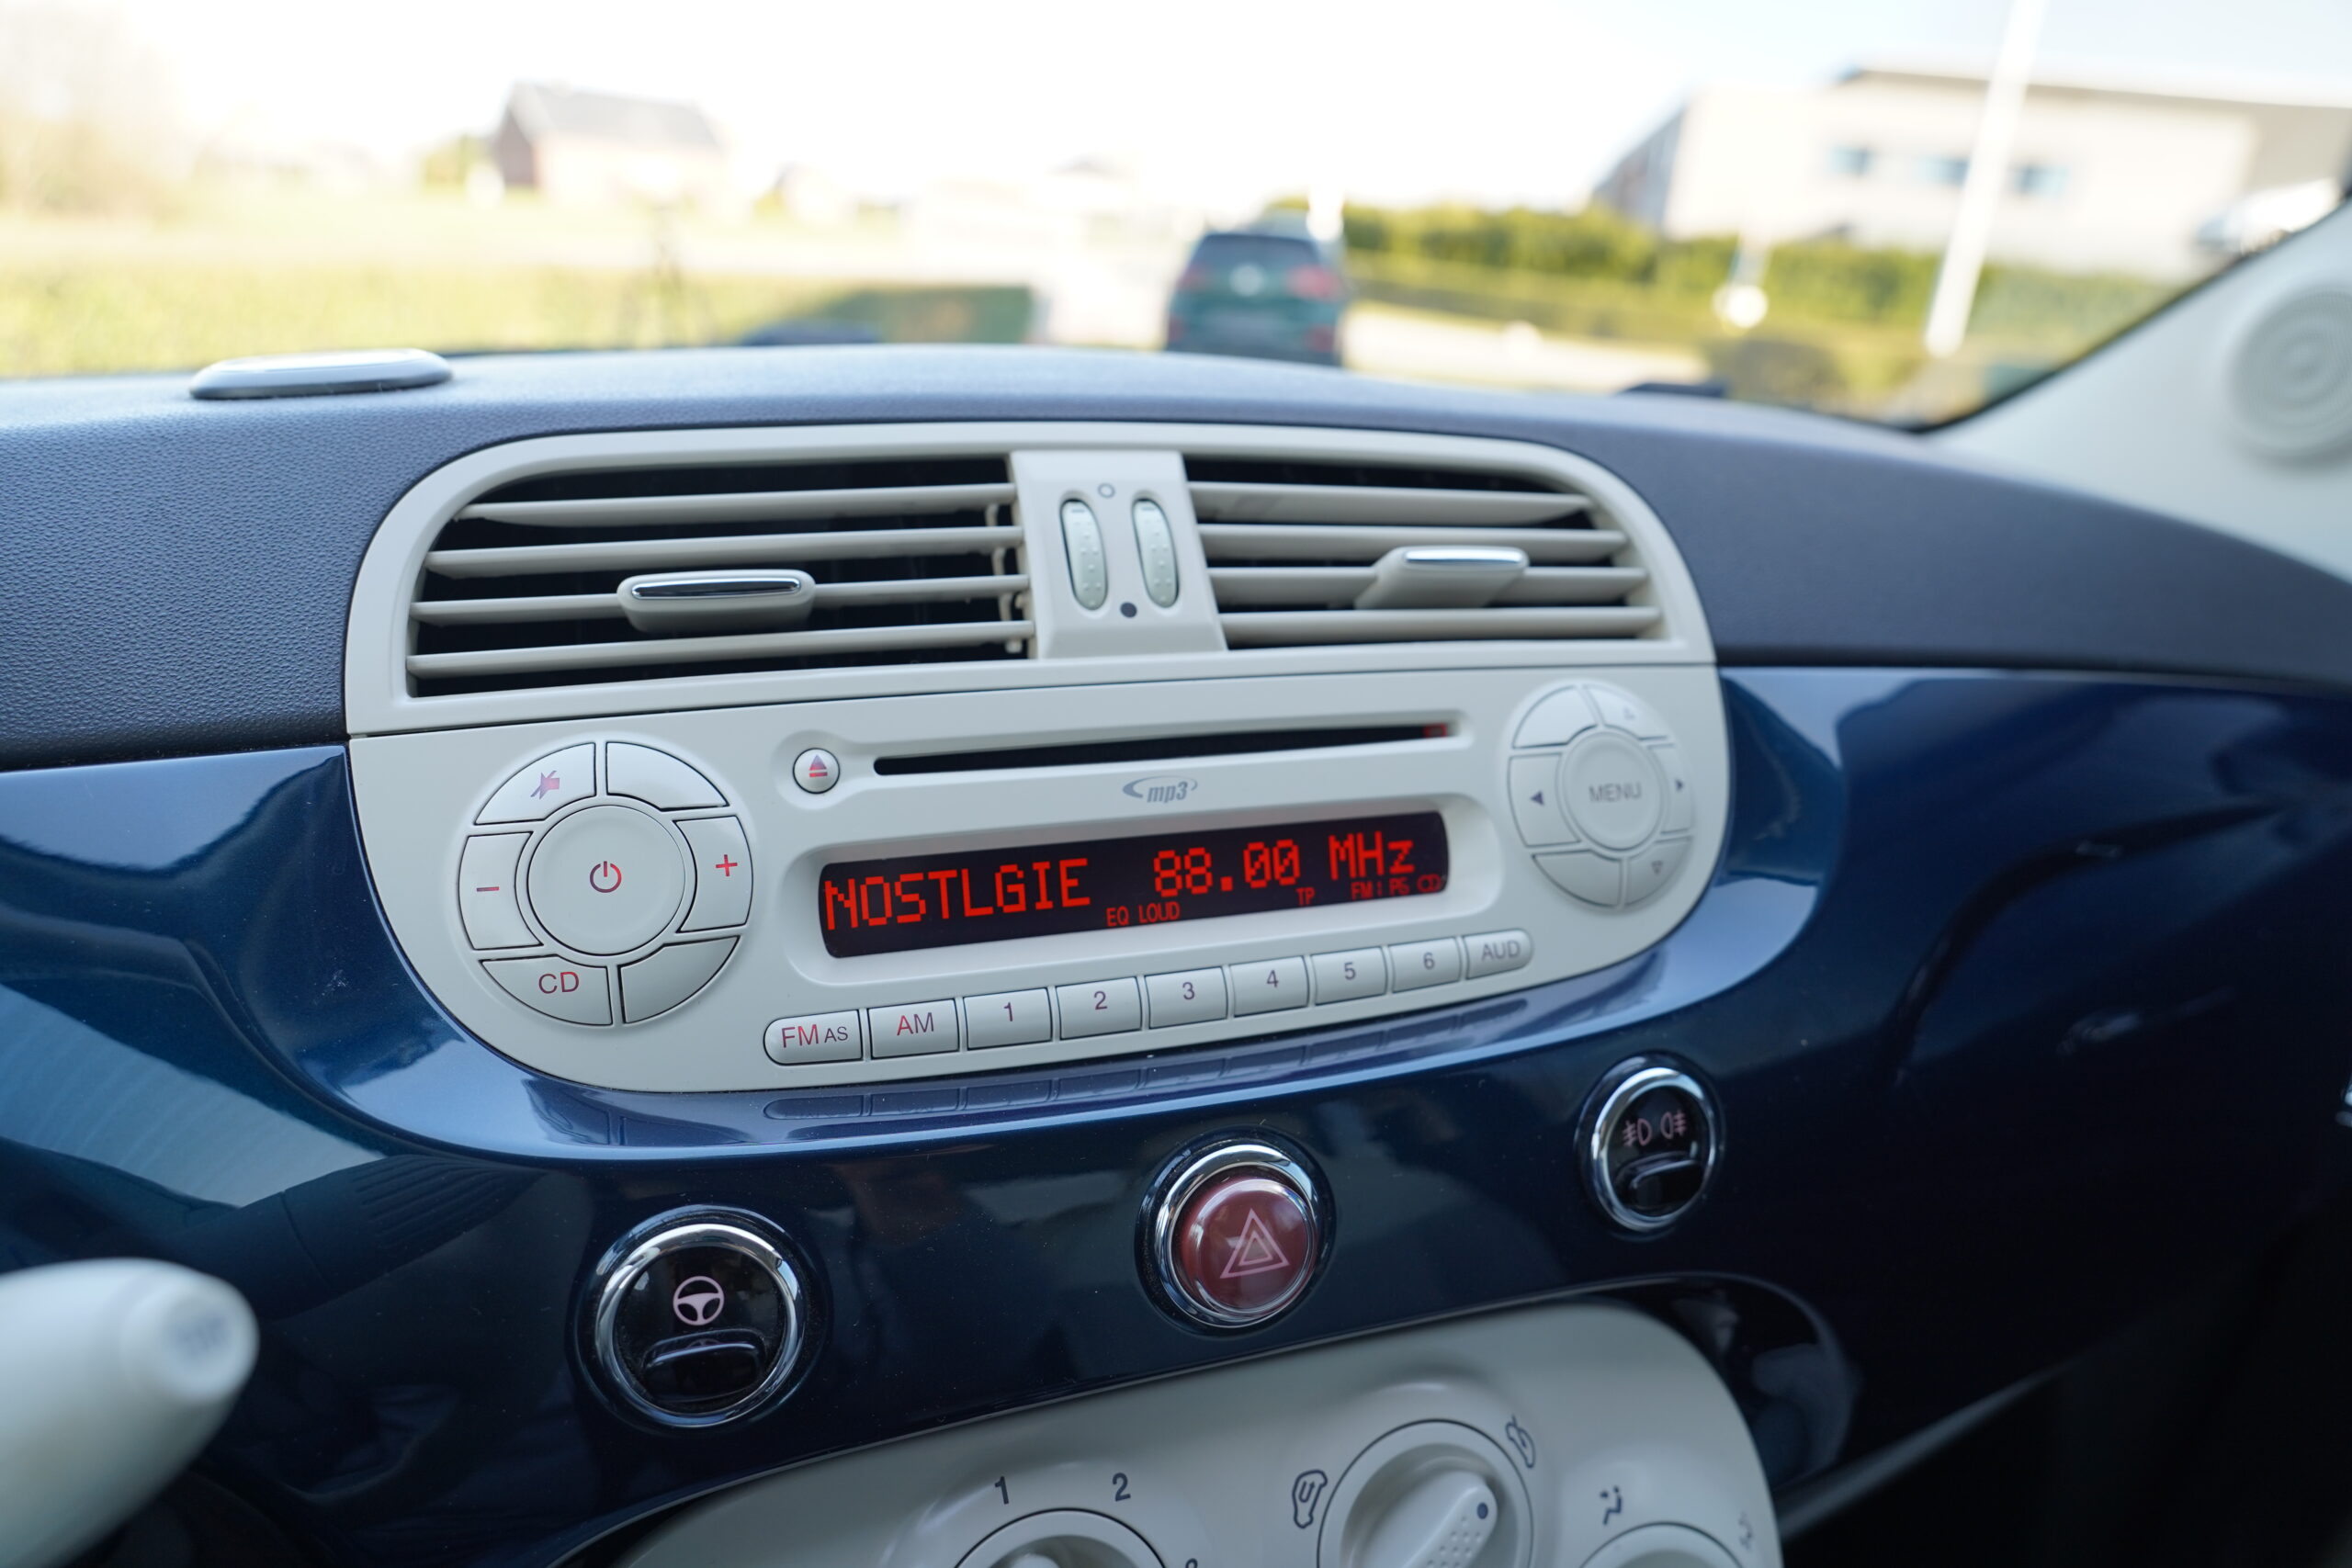 mp3
MENU
NOSTLGIE 88.00 MHz
EQ LOUD TP
CD
FM AS AM 1 2 3 4 5 6 AUD
1 2